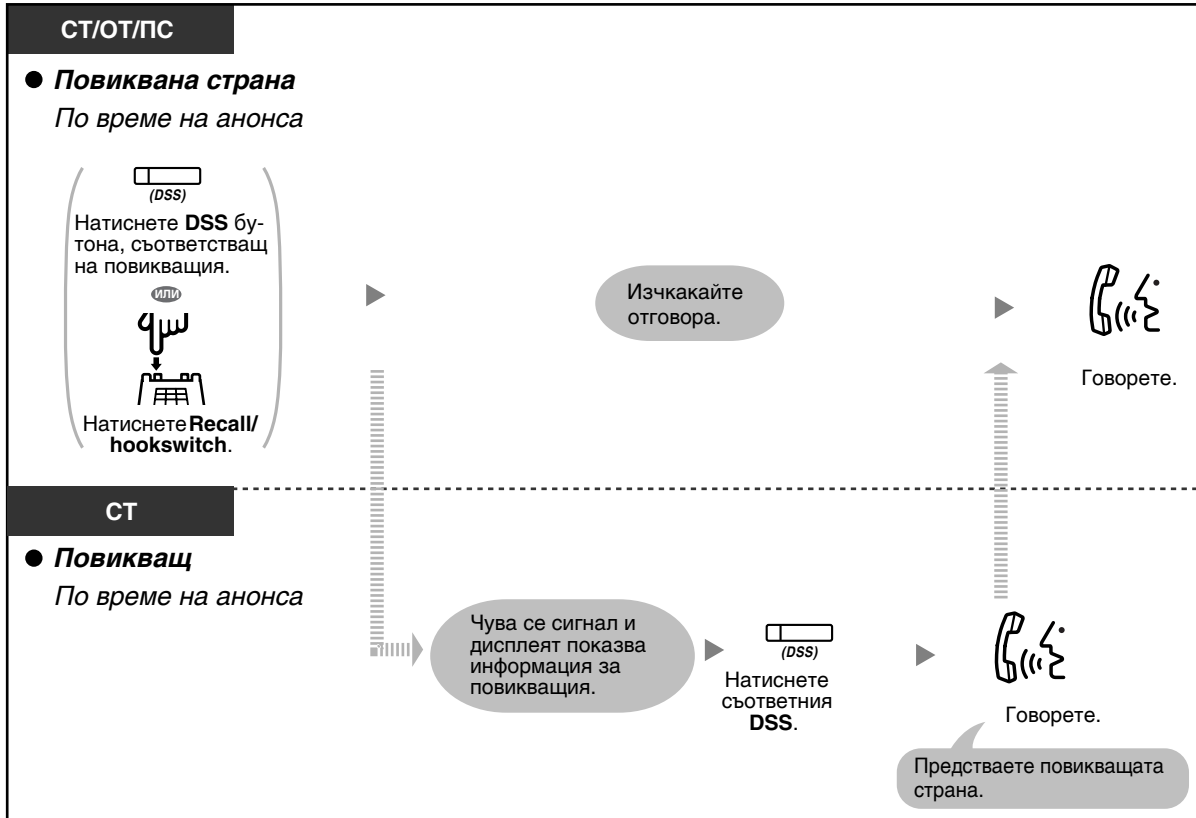 СТ/ОТ/ПС
● Повиквана страна
По време на анонса
(DSS)
Натиснете DSS бу-
тона, съответстващ
на повикващия.
или
Натиснете Recall/
hookswitch.
Изчкакайте
отговора.
Говорете.
СТ
● Повикващ
По време на анонса
Чува се сигнал и
дисплеят показва
информация за
повикващия.
(DSS)
Натиснете
съответния
DSS.
Говорете.
Предстваете повикващата
страна.